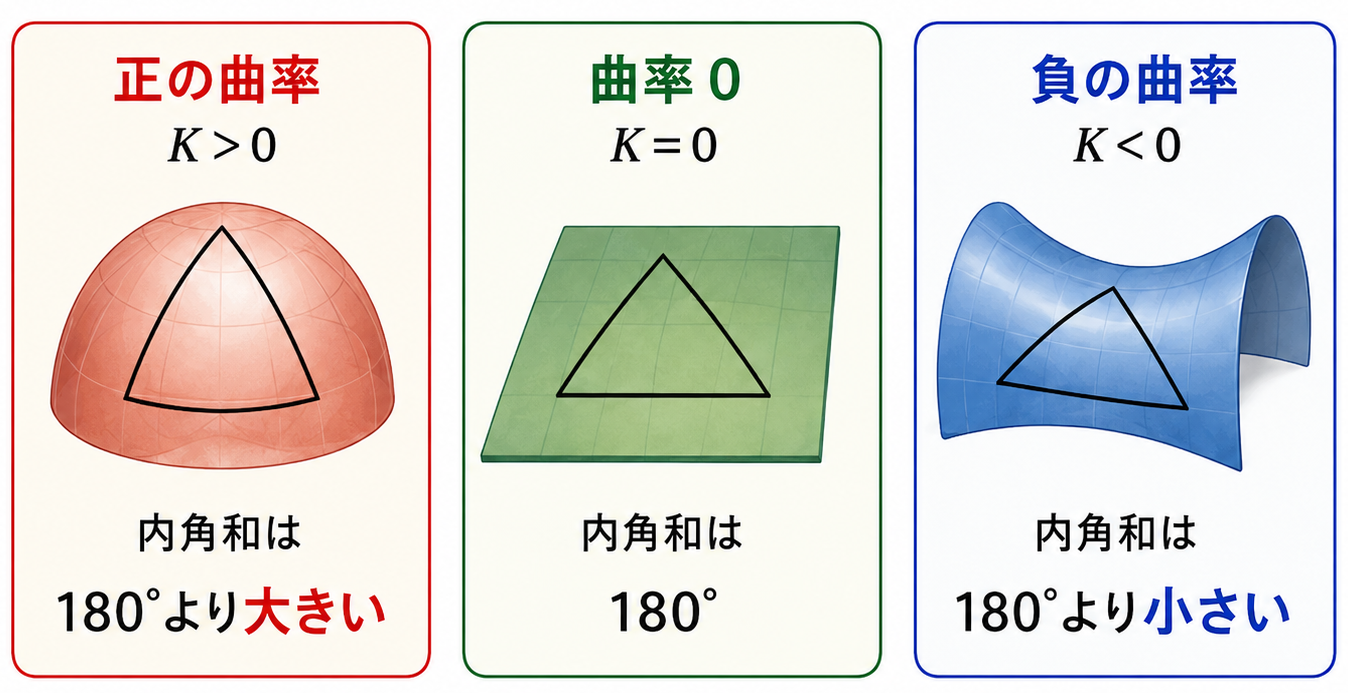 正の曲率
K > 0
内角和は
180°より大きい
曲率 0
K = 0
内角和は
180°
負の曲率
K < 0
内角和は
180°より小さい